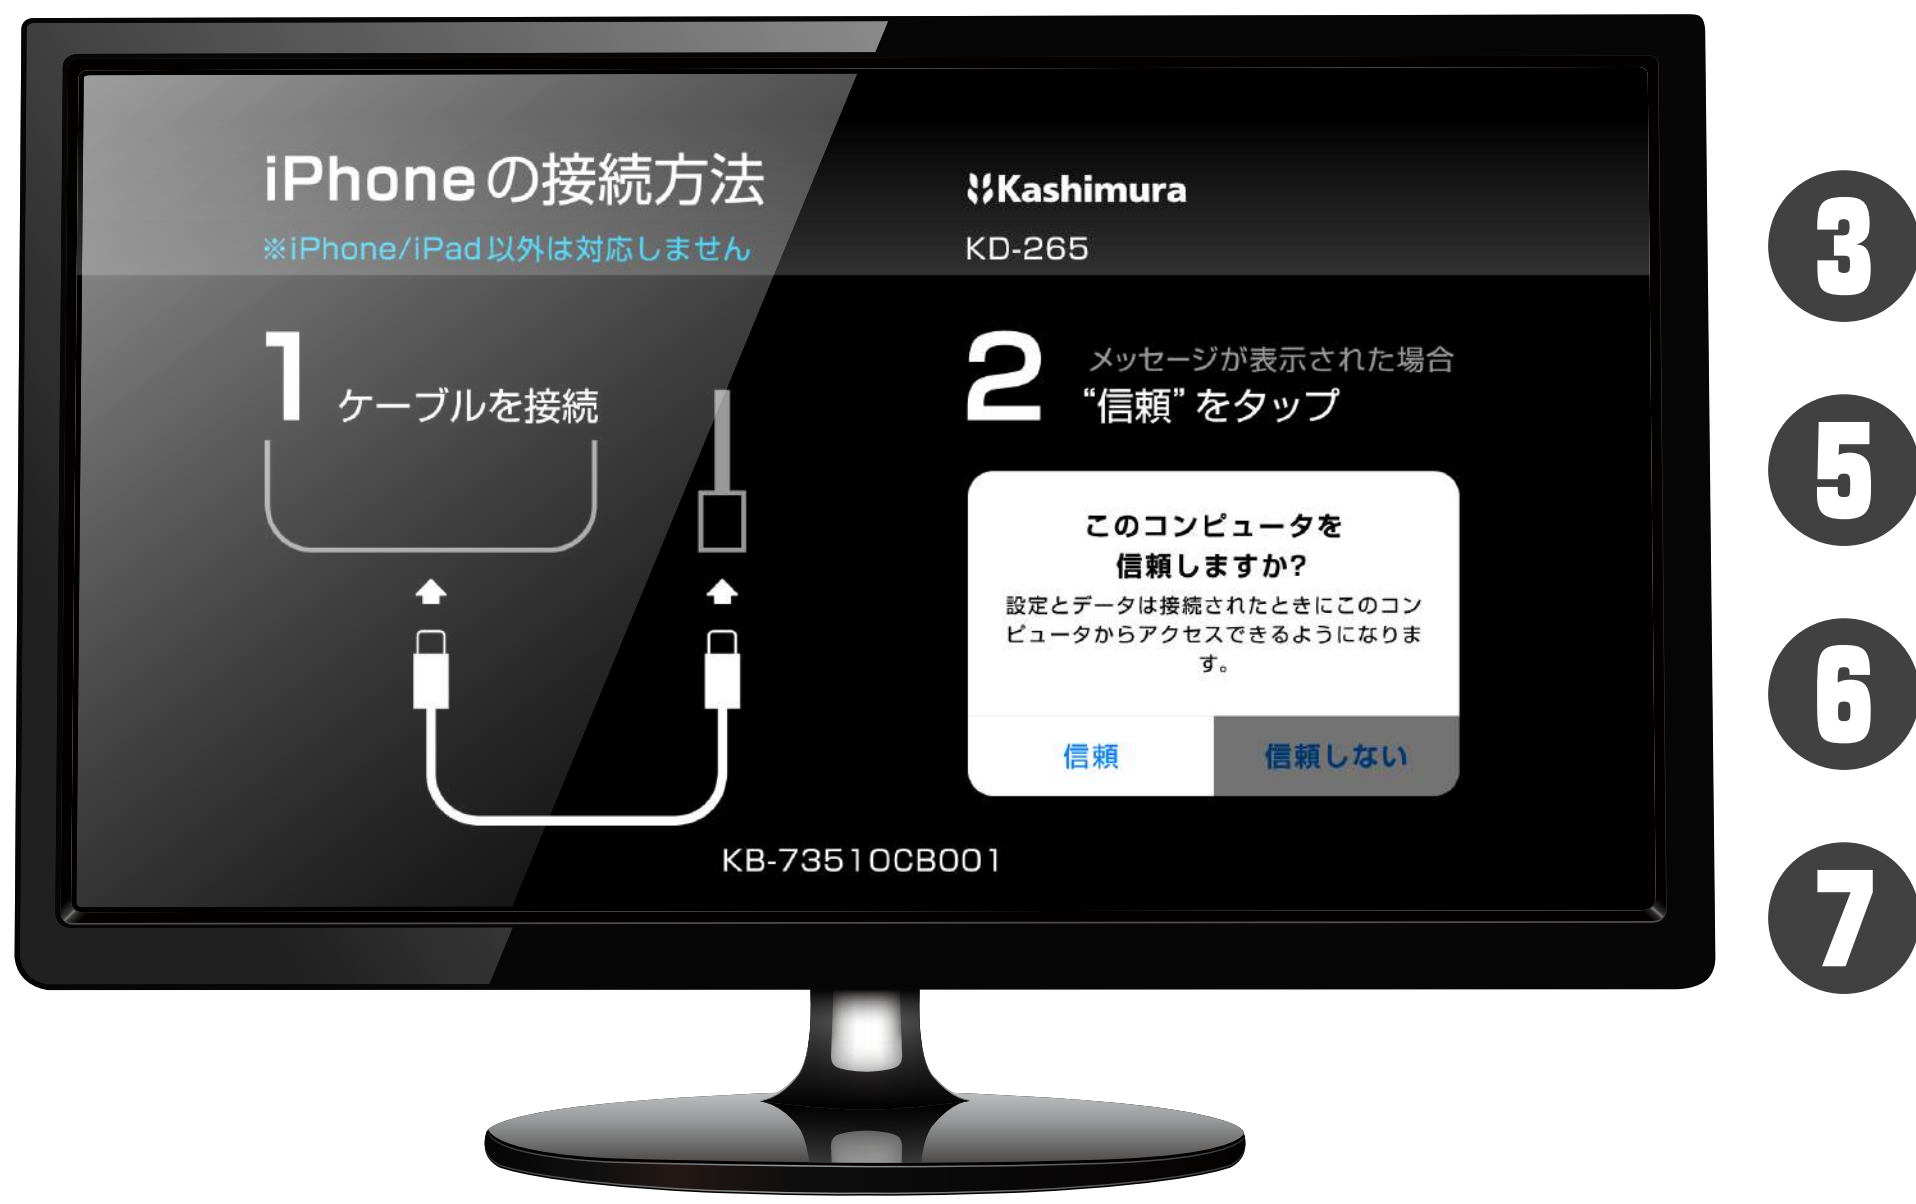 iPhoneの接続方法
※iPhone/iPad以外は対応しません
Kashimura
KD-265
1 ケーブルを接続
2 メッセージが表示された場合
“信頼”をタップ
このコンピュータを
信頼しますか?
設定とデータは接続されたときにこのコン
ピュータからアクセスできるようになりま
す。
信頼 信頼しない
KB-73510CB001
3
5
6
7